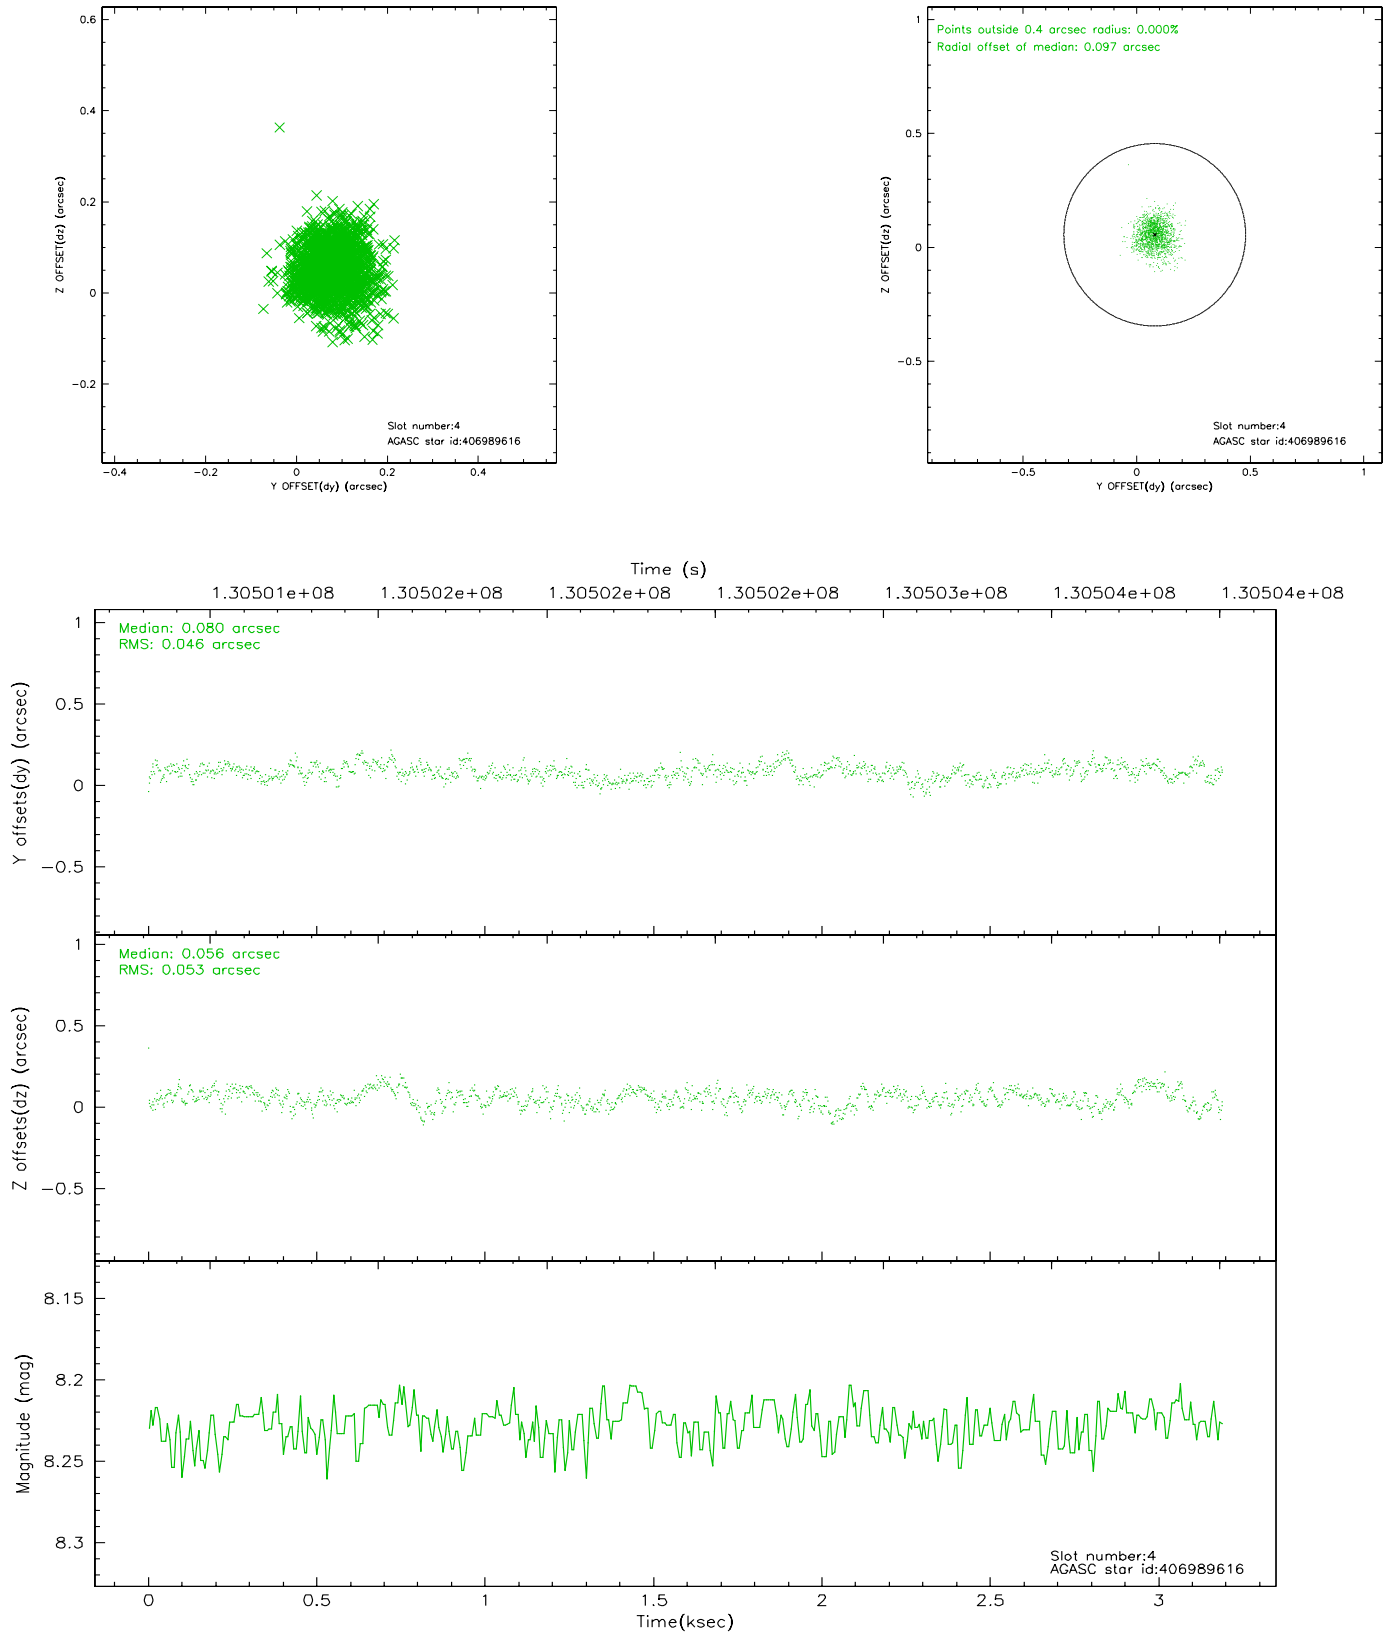 0.6
0.4
0.2
0
−0.2
Z OFFSET(dz) (arcsec)
Slot number:4
AGASC star id:406989616
−0.4 −0.2 0 0.2 0.4
Y OFFSET(dy) (arcsec)
Points outside 0.4 arcsec radius: 0.000%
Radial offset of median: 0.097 arcsec
1
0.5
0
−0.5
Z OFFSET(dz) (arcsec)
Slot number:4
AGASC star id:406989616
−0.5 0 0.5 1
Y OFFSET(dy) (arcsec)
Time (s)
1.30501e+08 1.30502e+08 1.30502e+08 1.30502e+08 1.30503e+08 1.30504e+08 1.30504e+08
Median: 0.080 arcsec
RMS: 0.046 arcsec
1
0.5
0
−0.5
Y offsets(dy) (arcsec)
Median: 0.056 arcsec
RMS: 0.053 arcsec
1
0.5
0
−0.5
Z offsets(dz) (arcsec)
8.15
8.2
8.25
8.3
Magnitude (mag)
Slot number:4
AGASC star id:406989616
0 0.5 1 1.5 2 2.5 3
Time(ksec)